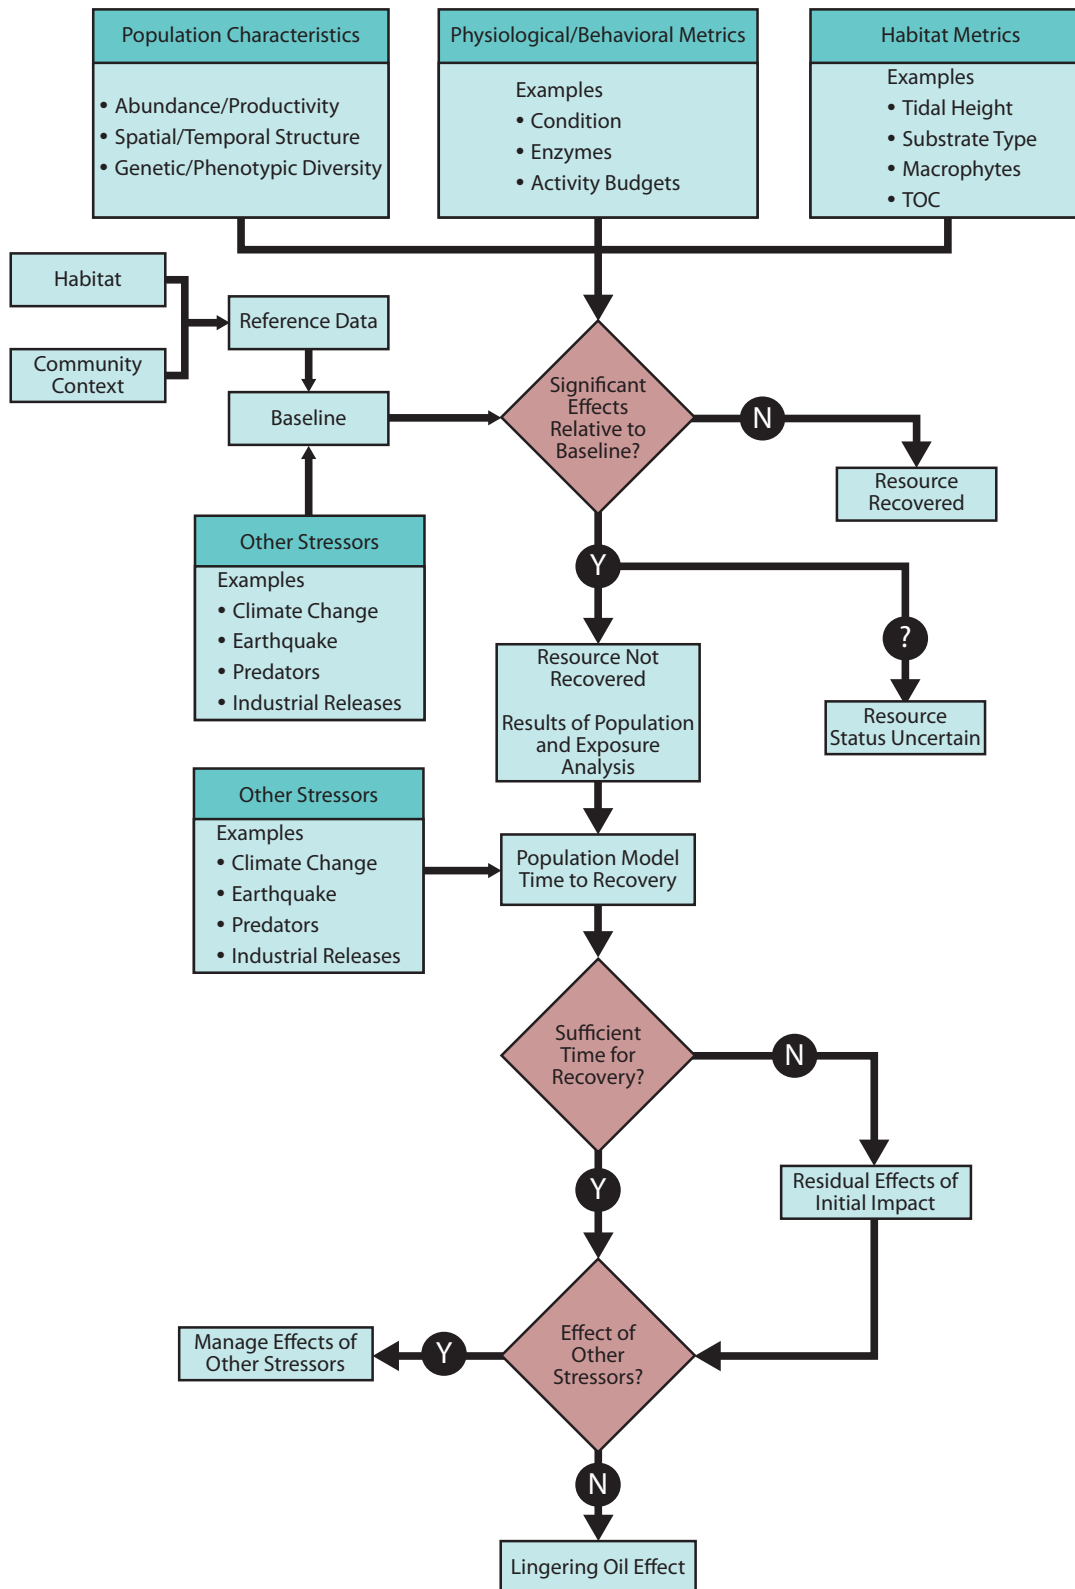 Population Characteristics
• Abundance/Productivity
• Spatial/Temporal Structure
• Genetic/Phenotypic Diversity
Physiological/Behavioral Metrics
Examples
• Condition
• Enzymes
• Activity Budgets
Habitat Metrics
Examples
• Tidal Height
• Substrate Type
• Macrophytes
• TOC
Habitat
Community
Context
Reference Data
Baseline
Significant
Effects
Relative to
Baseline?
N
Resource
Recovered
Other Stressors
Examples
• Climate Change
• Earthquake
• Predators
• Industrial Releases
Y
?
Resource
Status Uncertain
Resource Not
Recovered
Results of Population
and Exposure
Analysis
Other Stressors
Examples
• Climate Change
• Earthquake
• Predators
• Industrial Releases
Population Model
Time to Recovery
Sufficient
Time for
Recovery?
N
Y
Residual Effects of
Initial Impact
Effect of
Other
Stressors?
Y
Manage Effects of
Other Stressors
N
Lingering Oil Effect